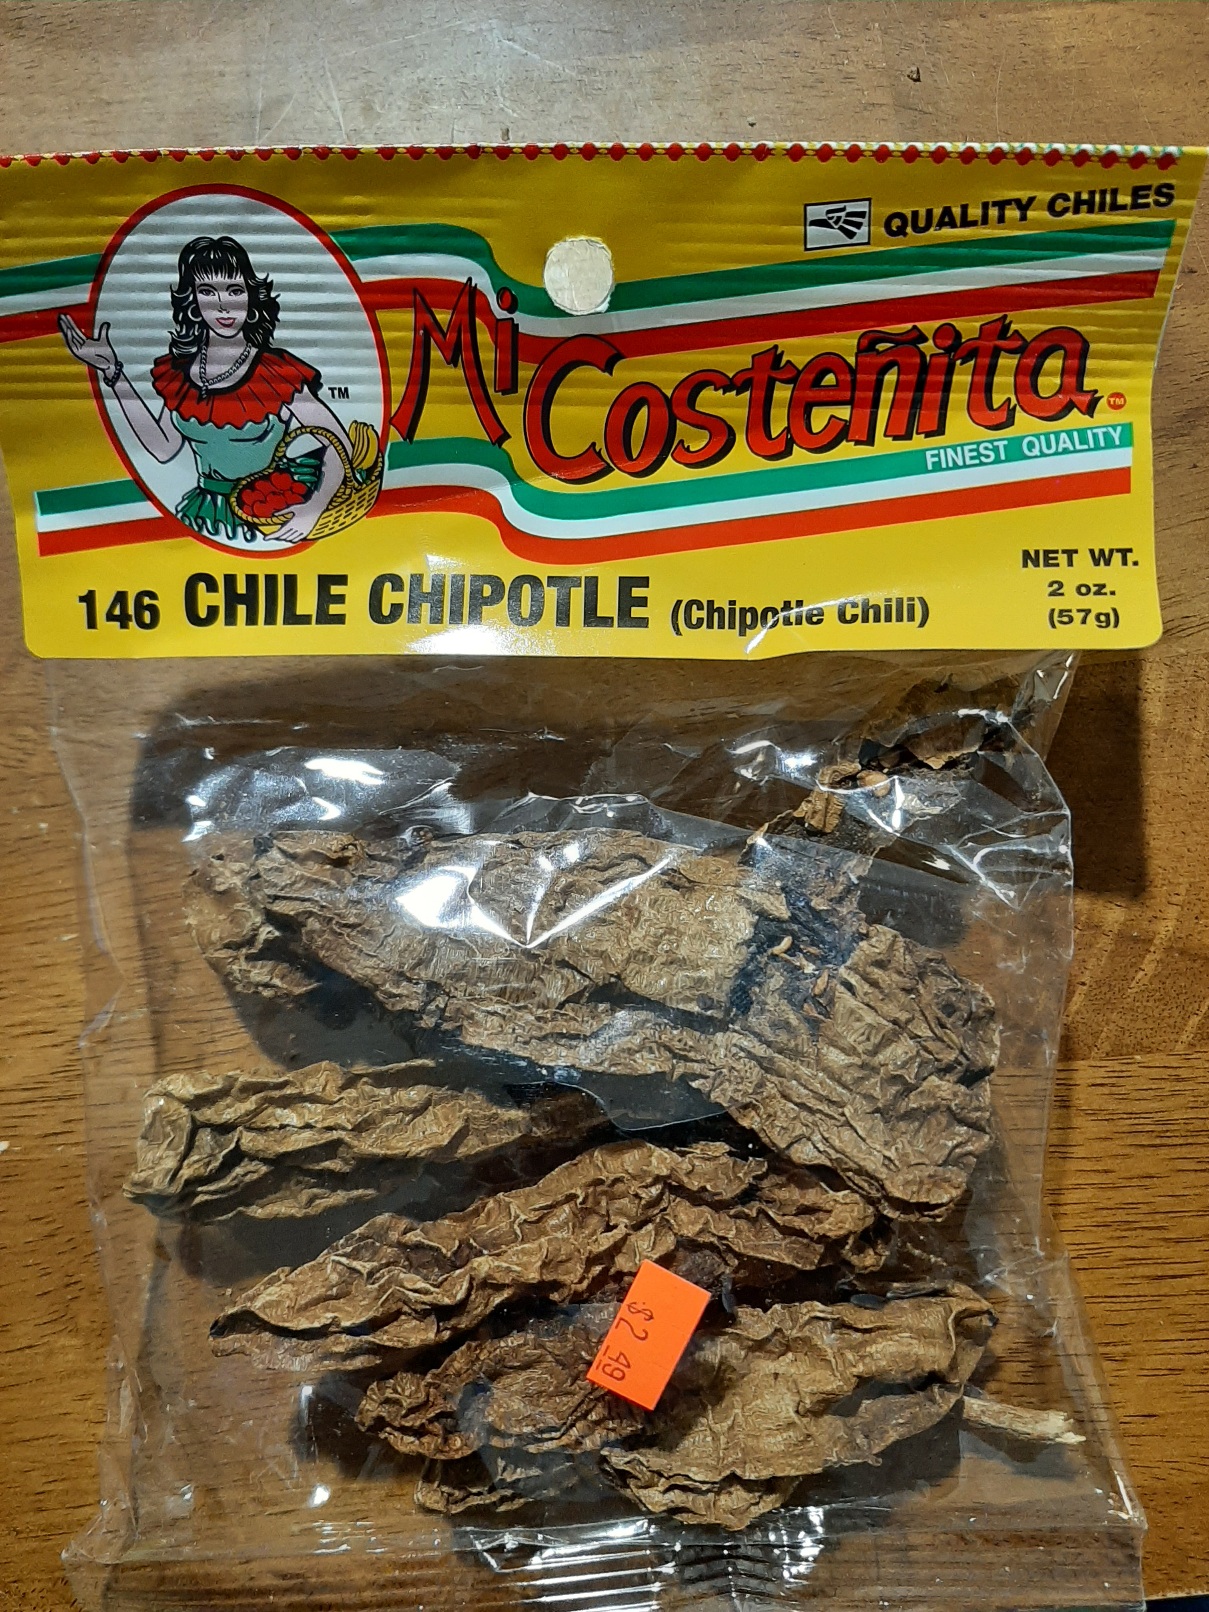 QUALITY CHILES
Mi Costeñita
TM
TM
FINEST QUALITY
NET WT.
2 oz.
(57g)
146 CHILE CHIPOTLE (Chipotle Chili)
$2.49